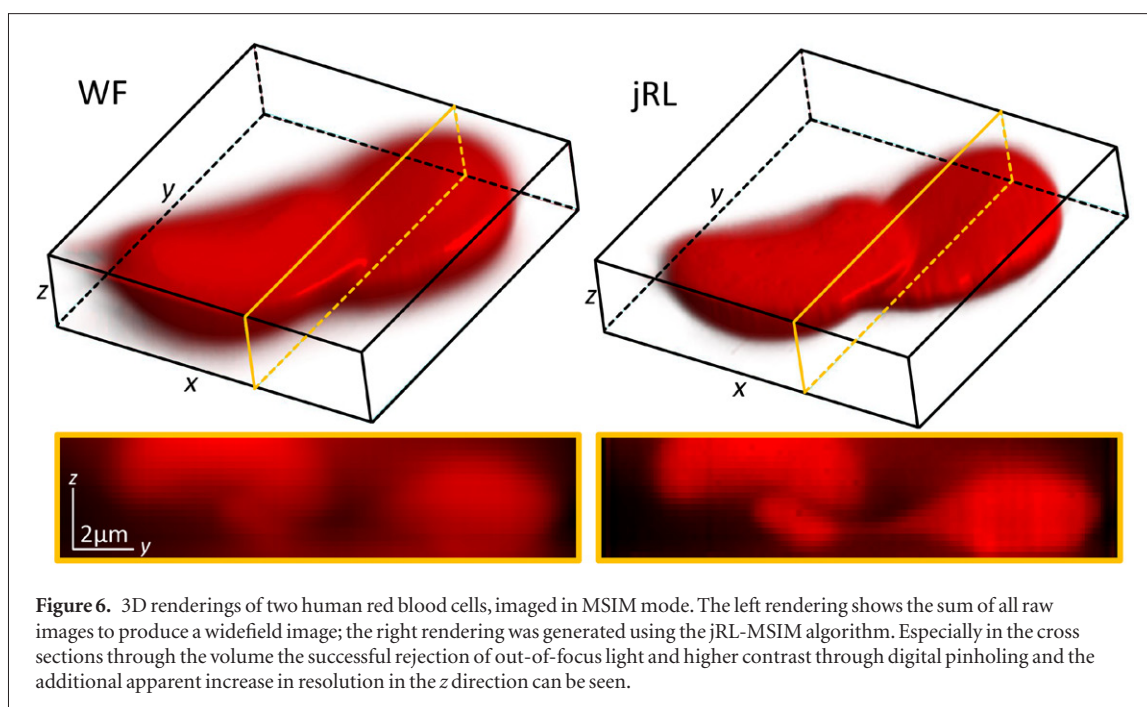 WF
jRL
y
y
z
z
x
x
z
2μm
y
Figure 6. 3D renderings of two human red blood cells, imaged in MSIM mode. The left rendering shows the sum of all raw
images to produce a widefield image; the right rendering was generated using the jRL-MSIM algorithm. Especially in the cross
sections through the volume the successful rejection of out-of-focus light and higher contrast through digital pinholing and the
additional apparent increase in resolution in the z direction can be seen.